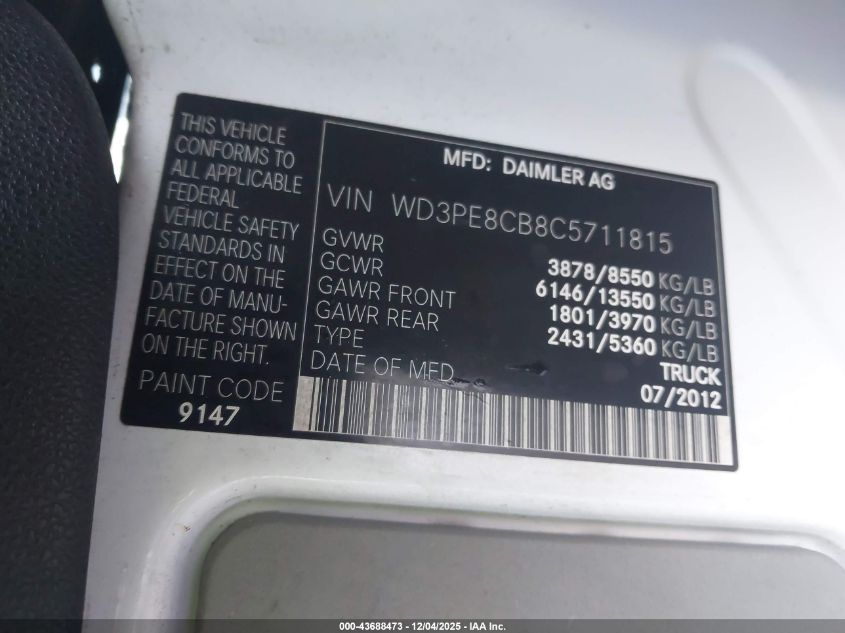 THIS VEHICLE
CONFORMS TO
ALL APPLICABLE
FEDERAL
VEHICLE SAFETY
STANDARDS IN
EFFECT ON THE
DATE OF MANU-
FACTURE SHOWN
ON THE RIGHT.
PAINT CODE
9147
MFD: DAIMLER AG
VIN WD3PE8CB8C5711815
GVWR 3878/8550 KG/LB
GCWR 6146/13550 KG/LB
GAWR FRONT 1801/3970 KG/LB
GAWR REAR 2431/5360 KG/LB
TYPE TRUCK
DATE OF MFD. 07/2012
000-43688473 - 12/04/2025 - IAA Inc.